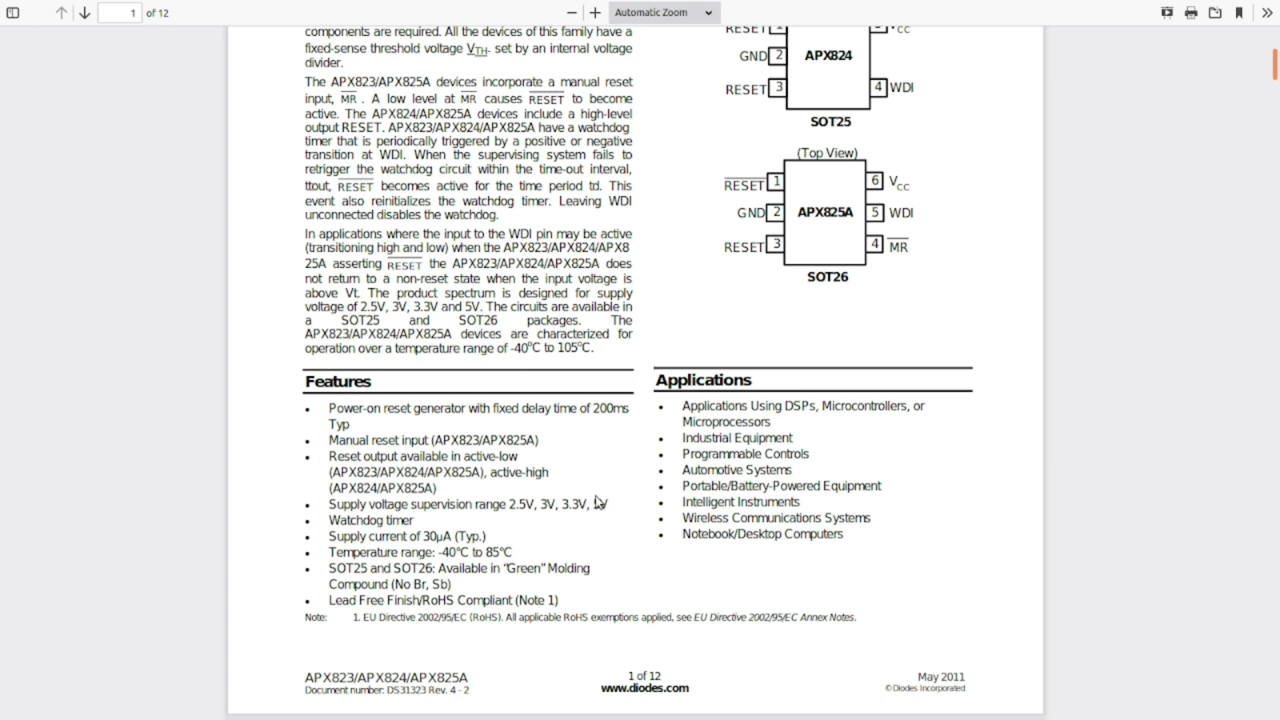 1 of 12 Automatic Zoom
components are required. All the devices of this family have a
fixed-sense threshold voltage VTH- set by an internal voltage
divider.
The APX823/APX825A devices incorporate a manual reset
input, MR . A low level at MR causes RESET to become
active. The APX824/APX825A devices include a high-level
output RESET. APX823/APX824/APX825A have a watchdog
timer that is periodically triggered by a positive or negative
transition at WDI. When the supervising system fails to
retrigger the watchdog circuit within the time-out interval,
ttout, RESET becomes active for the time period td. This
event also reinitializes the watchdog timer. Leaving WDI
unconnected disables the watchdog.
In applications where the input to the WDI pin may be active
(transitioning high and low) when the APX823/APX824/APX8
25A asserting RESET the APX823/APX824/APX825A does
not return to a non-reset state when the input voltage is
above Vt. The product spectrum is designed for supply
voltage of 2.5V, 3V, 3.3V and 5V. The circuits are available in
a SOT25 and SOT26 packages. The
APX823/APX824/APX825A devices are characterized for
operation over a temperature range of -40°C to 105°C.
RESET
VCC
GND 2 APX824
RESET 3 4 WDI
SOT25
(Top View)
RESET 1 6 VCC
GND 2 APX825A 5 WDI
RESET 3 4 MR
SOT26
Features
• Power-on reset generator with fixed delay time of 200ms
Typ
• Manual reset input (APX823/APX825A)
• Reset output available in active-low
(APX823/APX824/APX825A), active-high
(APX824/APX825A)
• Supply voltage supervision range 2.5V, 3V, 3.3V,
• Watchdog timer
• Supply current of 30µA (Typ.)
• Temperature range: -40°C to 85°C
• SOT25 and SOT26: Available in “Green” Molding
Compound (No Br, Sb)
• Lead Free Finish/RoHS Compliant (Note 1)
Applications
• Applications Using DSPs, Microcontrollers, or
Microprocessors
• Industrial Equipment
• Programmable Controls
• Automotive Systems
• Portable/Battery-Powered Equipment
• Intelligent Instruments
• Wireless Communications Systems
• Notebook/Desktop Computers
Note: 1. EU Directive 2002/95/EC (RoHS). All applicable RoHS exemptions applied, see EU Directive 2002/95/EC Annex Notes.
APX823/APX824/APX825A
Document number: DS31323 Rev. 4 - 2
1 of 12
www.diodes.com
May 2011
© Diodes Incorporated